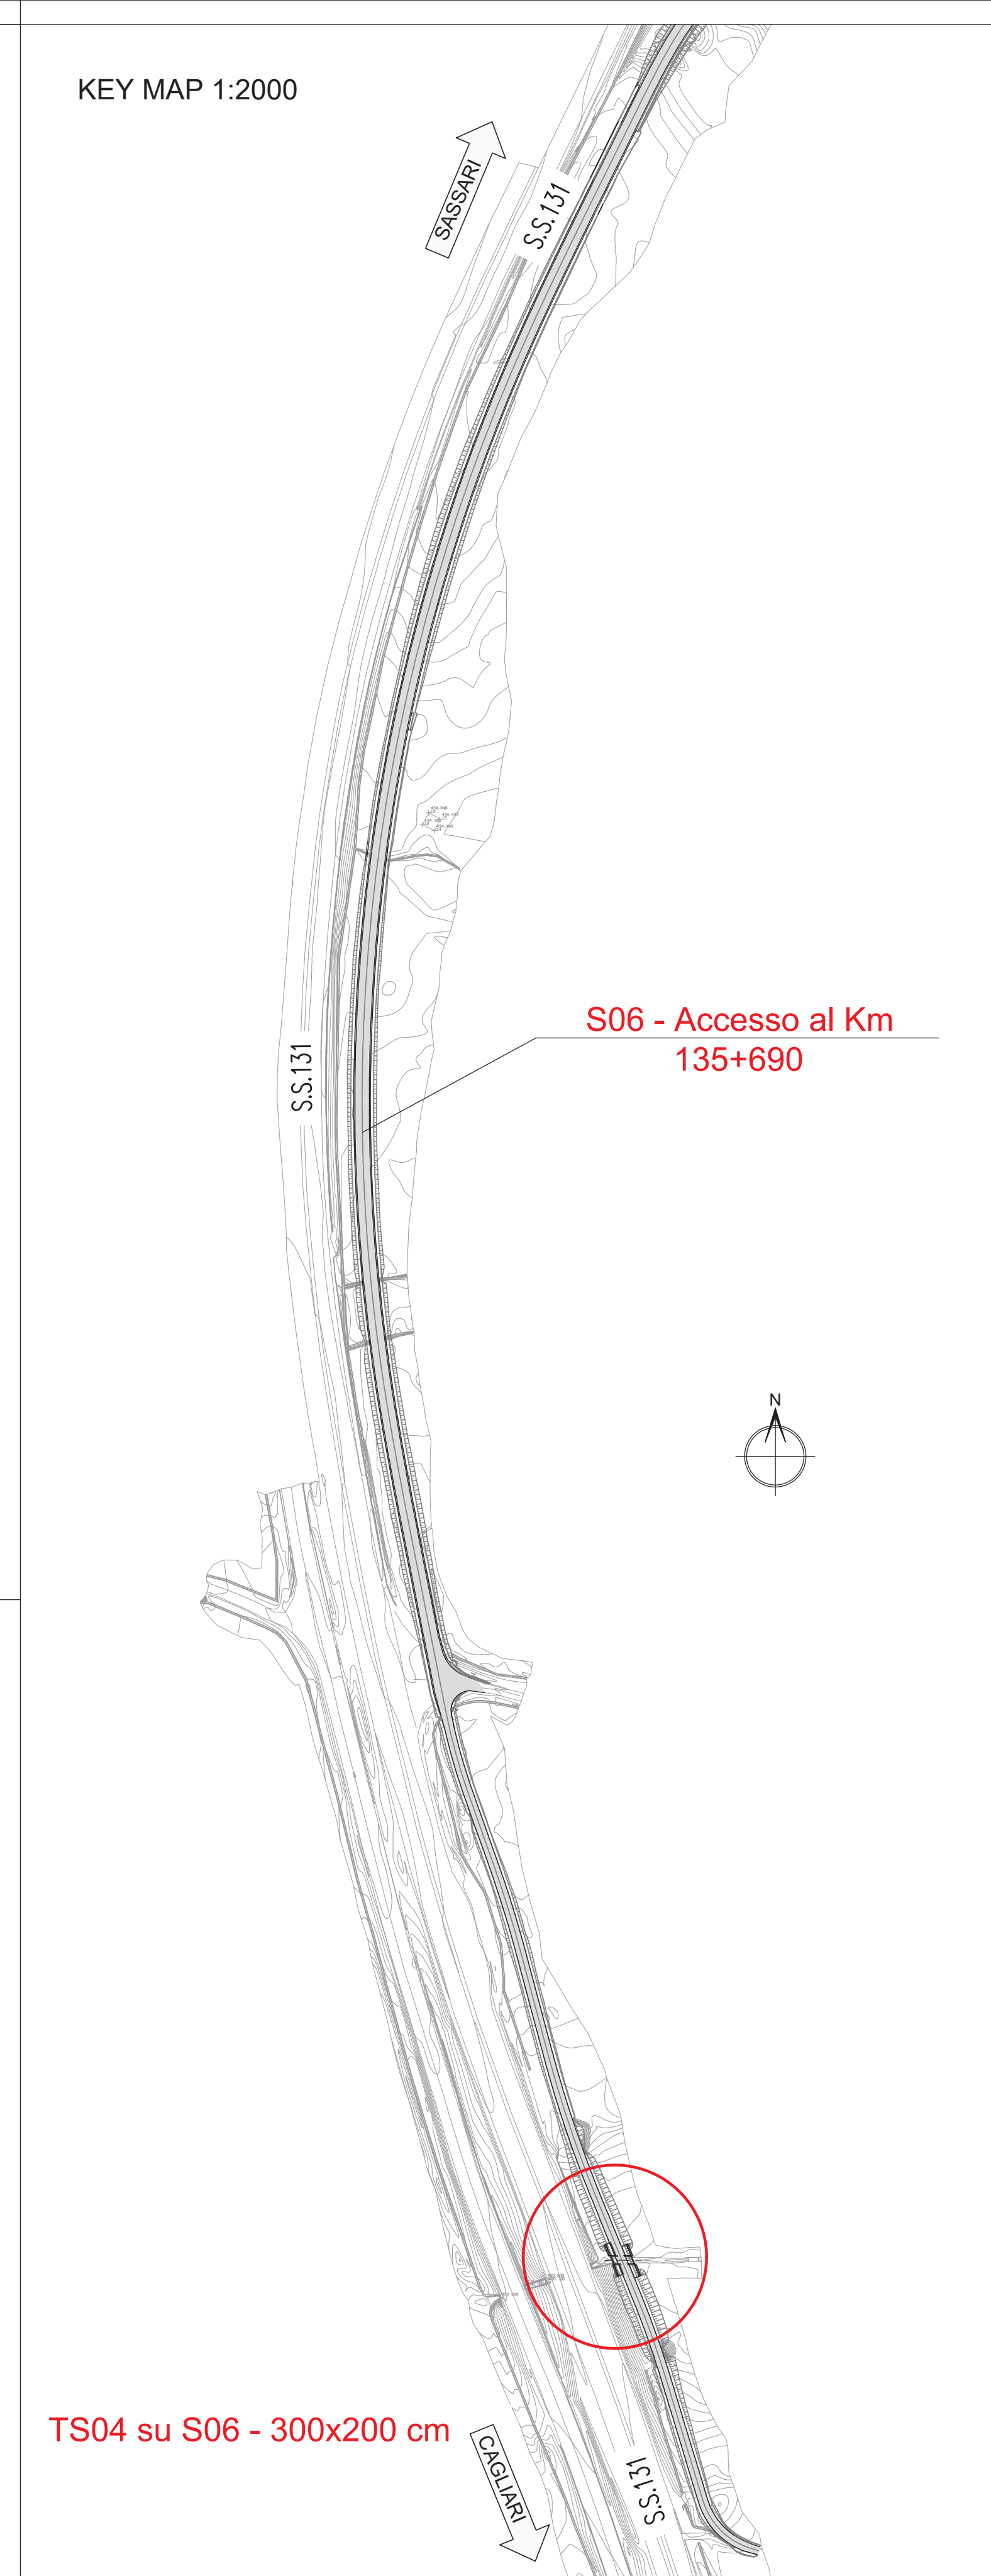 KEY MAP 1:2000
SASSARI
S.S.131
S06 - Accesso al Km
135+690
S.S.131
N
TS04 su S06 - 300x200 cm
CAGLIARI
S.S.131